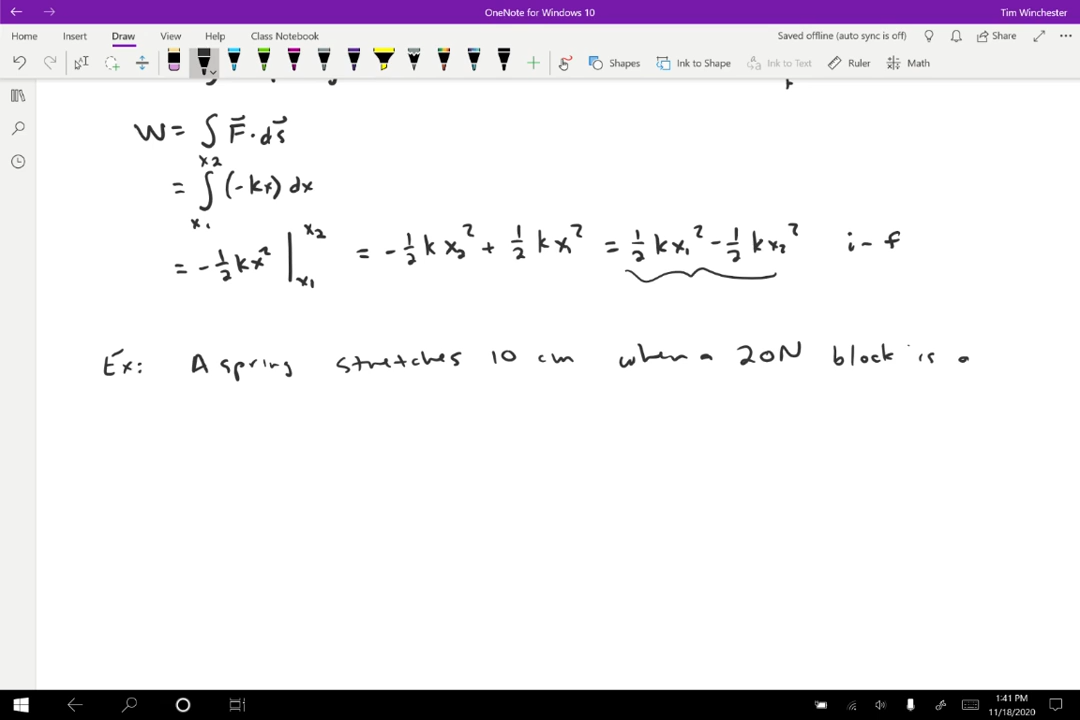 OneNote for Windows 10
Tim Winchester
Home Insert Draw View Help Class Notebook
Saved offline (auto sync is off) Share
Shapes Ink to Shape Ink to Text Ruler Math
W = ∫ F⃗ · ds⃗
= ∫_{x₁}^{x₂} (-kx) dx
= -½kx² |_{x₁}^{x₂} = -½kx₂² + ½kx₁² = ½kx₁² - ½kx₂² i - f
Ex: A spring stretches 10 cm when a 20N block is a
1:41 PM
11/18/2020